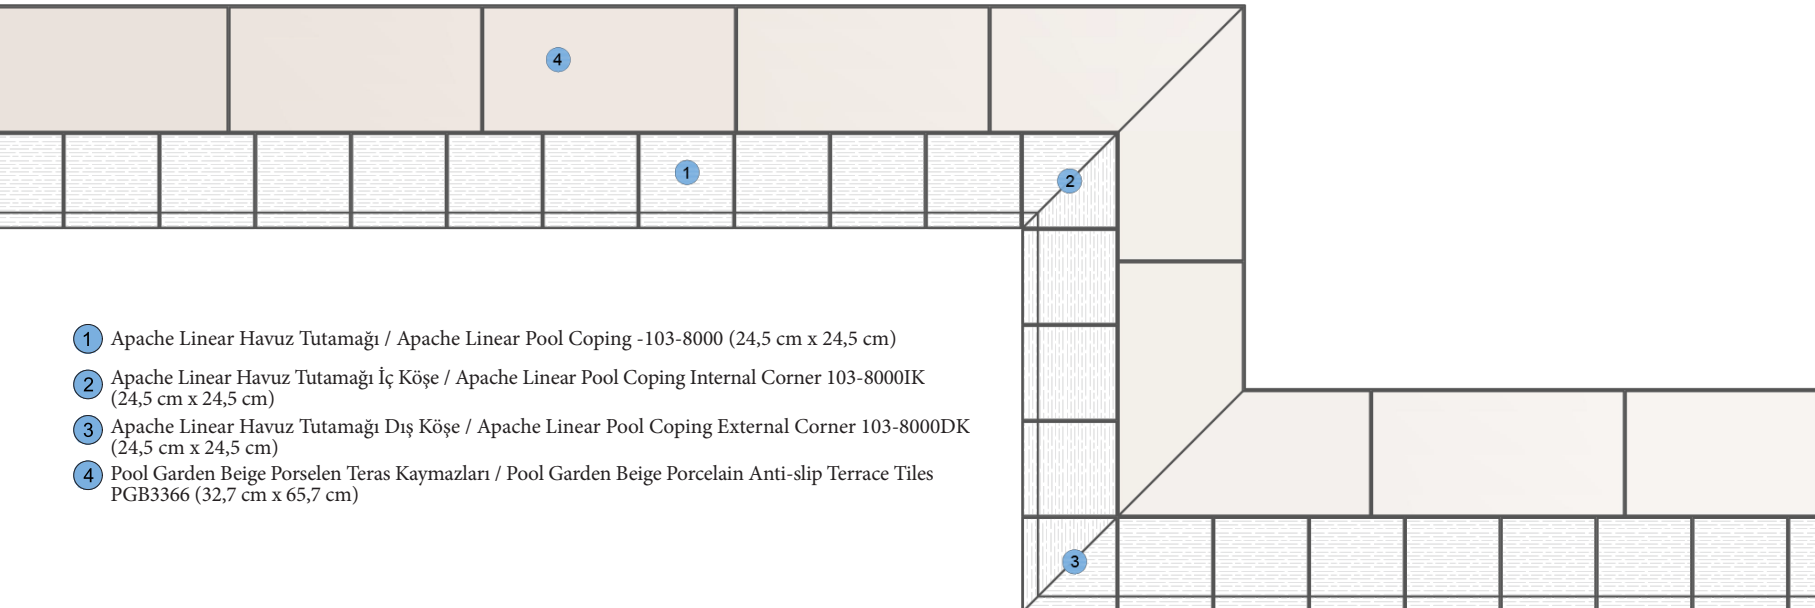 4
1
2
1 Apache Linear Havuz Tutamağı / Apache Linear Pool Coping -103-8000 (24,5 cm x 24,5 cm)
2 Apache Linear Havuz Tutamağı İç Köşe / Apache Linear Pool Coping Internal Corner 103-8000IK
(24,5 cm x 24,5 cm)
3 Apache Linear Havuz Tutamağı Dış Köşe / Apache Linear Pool Coping External Corner 103-8000DK
(24,5 cm x 24,5 cm)
4 Pool Garden Beige Porselen Teras Kaymazları / Pool Garden Beige Porcelain Anti-slip Terrace Tiles
PGB3366 (32,7 cm x 65,7 cm)
3